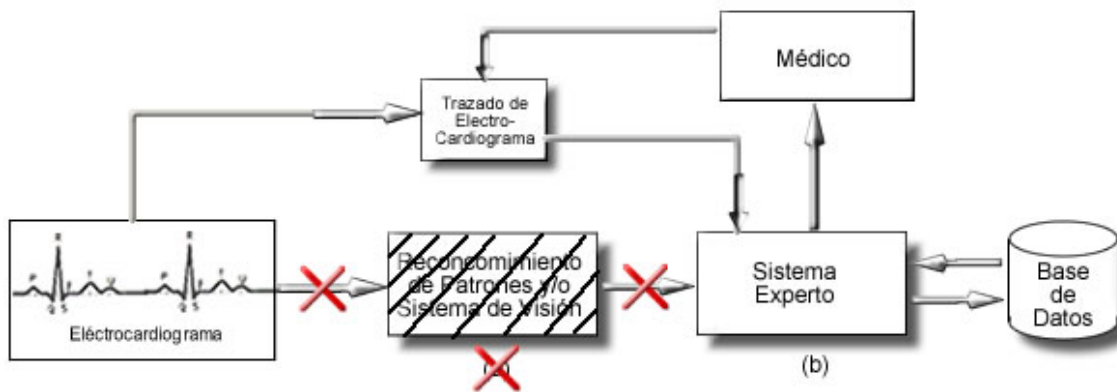 Médico
Trazado de
Electro-
Cardiograma
R
R
P
Q
S
P
Q
S
Eléctrocardiograma
Reconcomimiento
de Patrones y/o
Sistema de Visión
Sistema
Experto
(b)
Base
de
Datos